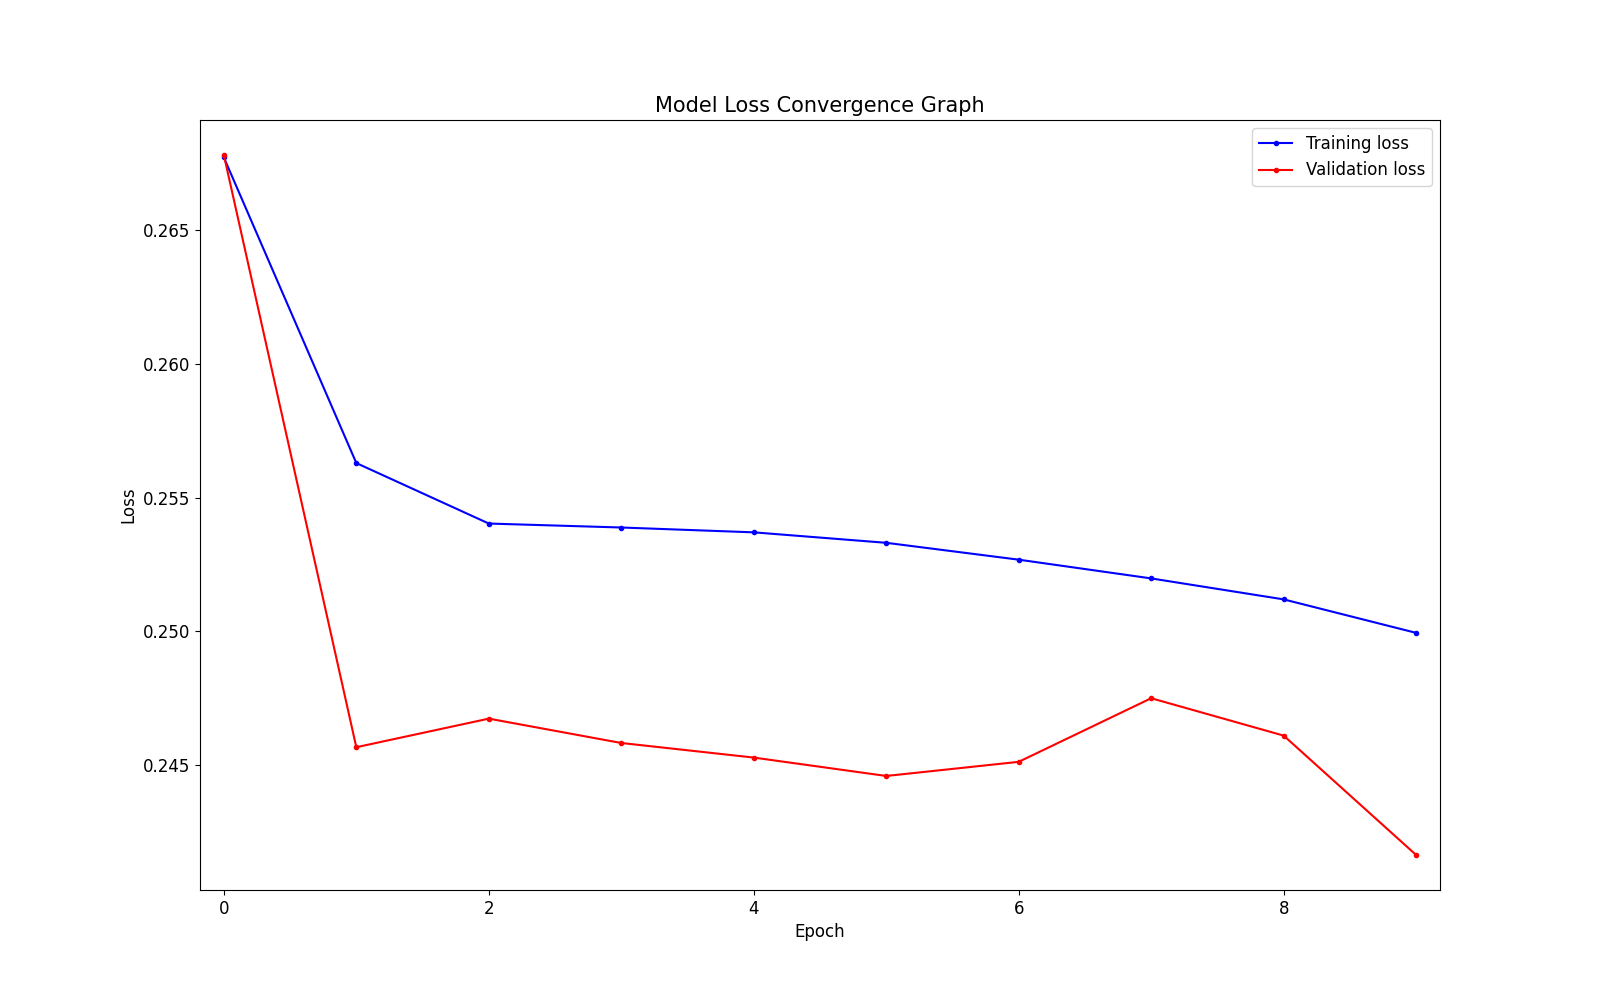 Model Loss Convergence Graph
Training loss
Validation loss
0.265
0.260
0.255
0.250
0.245
Loss
0 2 4 6 8
Epoch